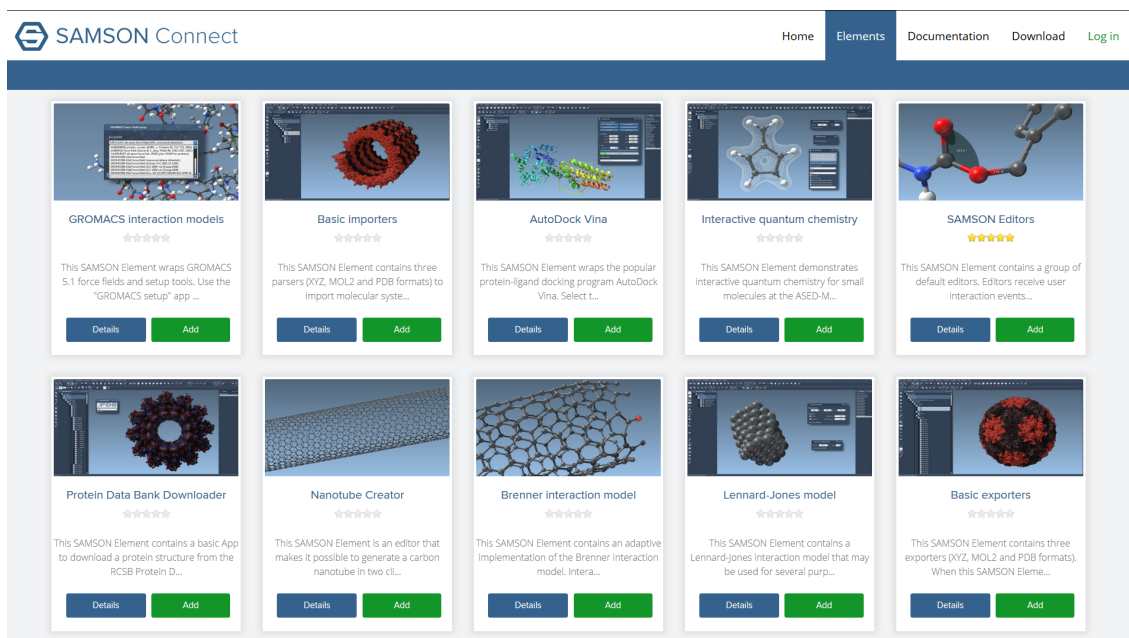 SAMSON Connect
Home Elements Documentation Download Log in
GROMACS interaction models
This SAMSON Element wraps GROMACS
5.1 force fields and setup tools. Use the
"GROMACS setup" app ...
Details Add
Basic importers
This SAMSON Element contains three
parsers (XYZ, MOL2 and PDB formats) to
import molecular syste...
Details Add
AutoDock Vina
This SAMSON Element wraps the popular
protein-ligand docking program AutoDock
Vina. Select t...
Details Add
Interactive quantum chemistry
This SAMSON Element demonstrates
interactive quantum chemistry for small
molecules at the ASED-M...
Details Add
SAMSON Editors
This SAMSON Element contains a group of
default editors. Editors receive user
interaction events...
Details Add
Protein Data Bank Downloader
This SAMSON Element contains a basic App
to download a protein structure from the
RCSB Protein D...
Details Add
Nanotube Creator
This SAMSON Element is an editor that
makes it possible to generate a carbon
nanotube in two cli...
Details Add
Brenner interaction model
This SAMSON Element contains an adaptive
implementation of the Brenner interaction
model. Intera...
Details Add
Lennard-Jones model
This SAMSON Element contains a
Lennard-Jones interaction model that may
be used for several purp...
Details Add
Basic exporters
This SAMSON Element contains three
exporters (XYZ, MOL2 and PDB formats).
When this SAMSON Eleme...
Details Add